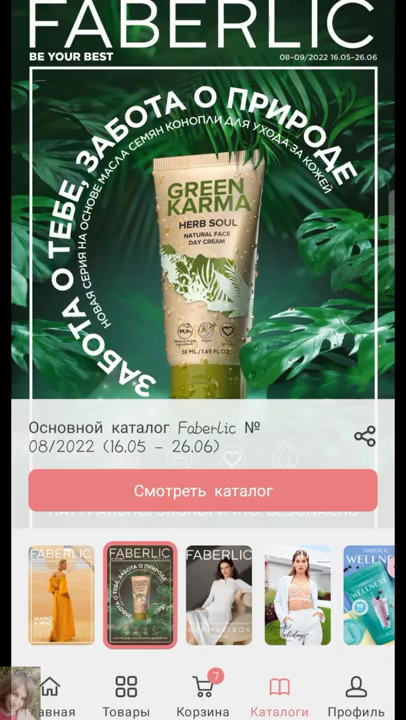 FABERLIC
BE YOUR BEST
08-09/2022 16.05-26.06
ЗАБОТА О ТЕБЕ, ЗАБОТА О ПРИРОДЕ
НОВАЯ СЕРИЯ НА ОСНОВЕ МАСЛА СЕМЯН КОНОПЛИ ДЛЯ УХОДА ЗА КОЖЕЙ
GREEN
KARMA
HERB SOUL
NATURAL FACE
DAY CREAM
50 ML/1.69 FL.OZ
Основной каталог Faberlic №
08/2022 (16.05 – 26.06)
Смотреть каталог
FABERLIC
FABERLIC
FABERLIC
FABERLIC
WELLNE
Holidays
7
Товары
Корзина
Каталоги
Профиль